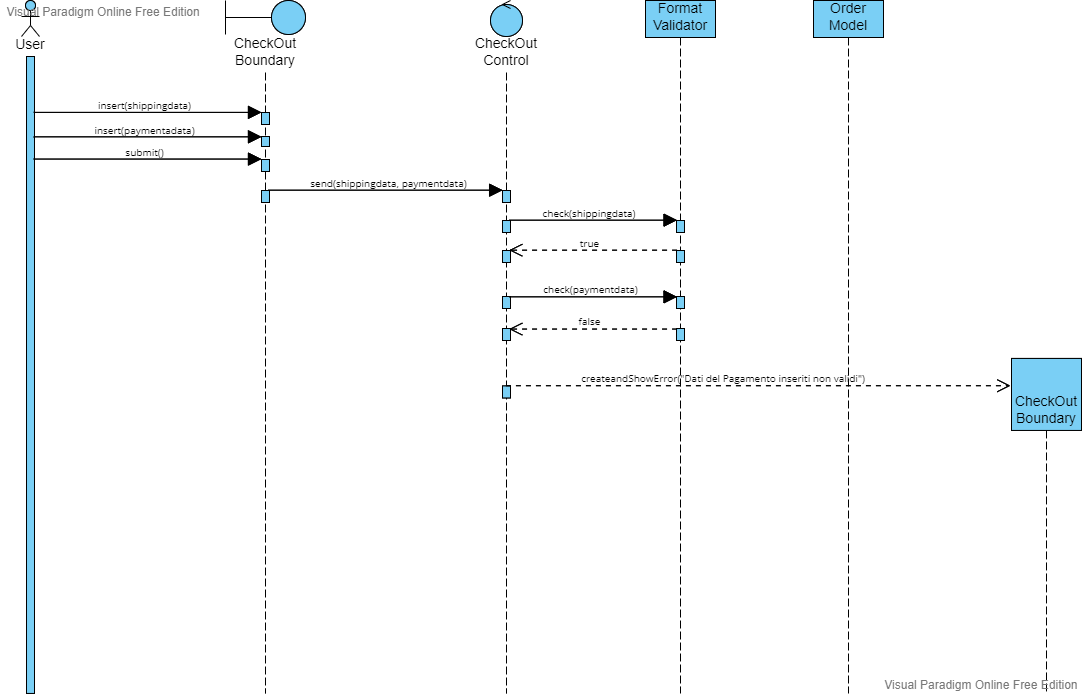 Visual Paradigm Online Free Edition
User
CheckOut
Boundary
CheckOut
Control
Format
Validator
Order
Model
insert(shippingdata)
insert(paymentadata)
submit()
send(shippingdata, paymentdata)
check(shippingdata)
true
check(paymentdata)
false
createandShowError("Dati del Pagamento inseriti non validi")
CheckOut
Boundary
Visual Paradigm Online Free Edition